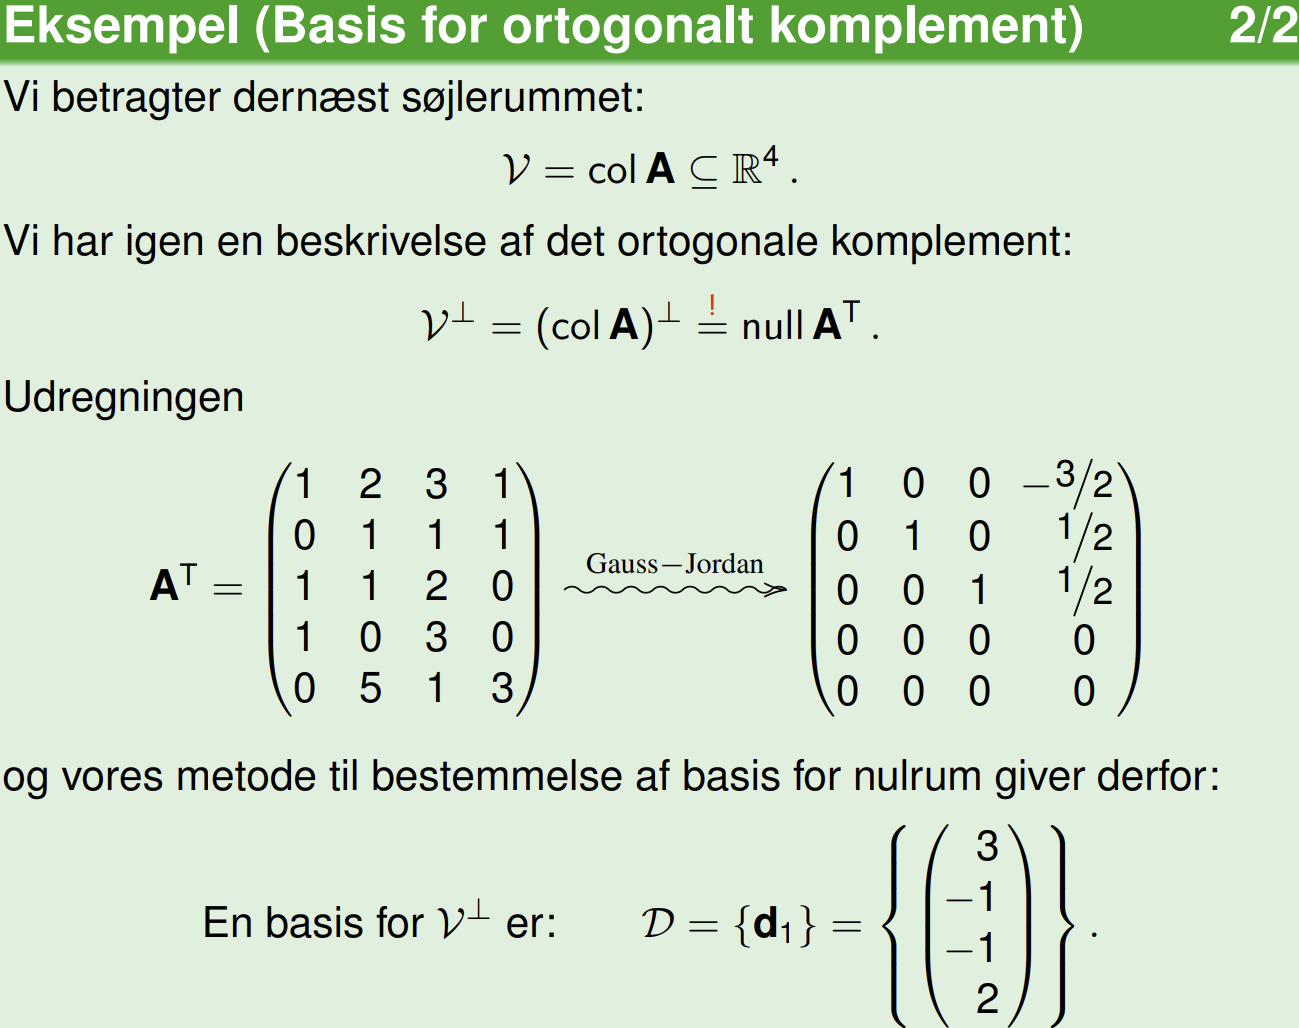 Eksempel (Basis for ortogonalt komplement) 2/2
Vi betragter dernæst søjlerummet:
𝒱 = col A ⊆ ℝ⁴ .
Vi har igen en beskrivelse af det ortogonale komplement:
!
𝒱⊥ = (col A)⊥ = null Aᵀ .
Udregningen
1 2 3 1 1 0 0 −3/2
0 1 1 1 0 1 0 1/2
Gauss−Jordan
Aᵀ = 1 1 2 0 0 0 1 1/2
1 0 3 0 0 0 0 0
0 5 1 3 0 0 0 0
og vores metode til bestemmelse af basis for nulrum giver derfor:
3
−1
En basis for 𝒱⊥ er: 𝒟 = {d₁} = { } .
−1
2